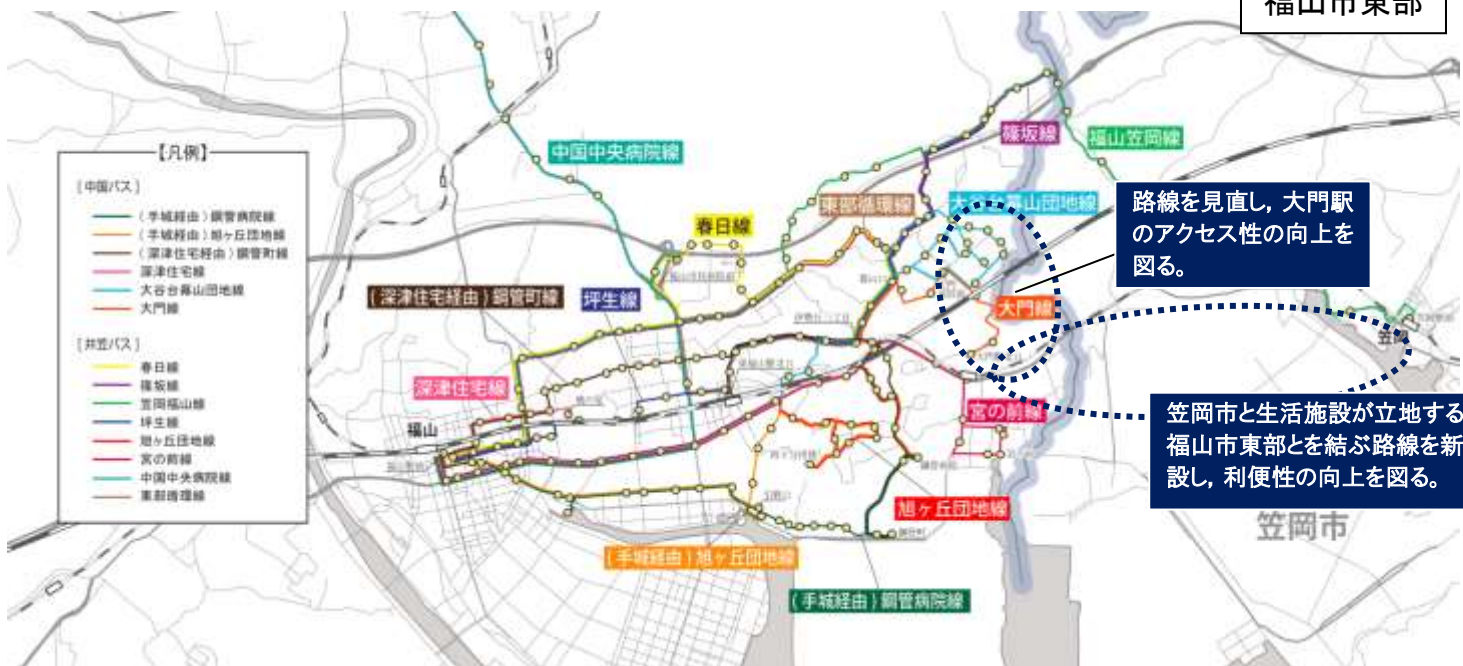 福山市東部
【凡例】
[中国バス]
(手城経由)鋼管病院線
(手城経由)旭ヶ丘団地線
(深津住宅経由)鋼管町線
深津住宅線
大谷台幕山団地線
大門線
[井笠バス]
春日線
篠坂線
笠岡福山線
坪生線
旭ヶ丘団地線
宮の前線
中国中央病院線
東部循環線
中国中央病院線
篠坂線
福山笠岡線
東部循環線
大谷台幕山団地線
春日線
路線を見直し，大門駅
のアクセス性の向上を
図る。
(深津住宅経由)鋼管町線
坪生線
大門線
笠岡
深津住宅線
宮の前線
福山
笠岡市と生活施設が立地する
福山市東部とを結ぶ路線を新
設し，利便性の向上を図る。
旭ヶ丘団地線
笠岡市
(手城経由)旭ヶ丘団地線
(手城経由)鋼管病院線